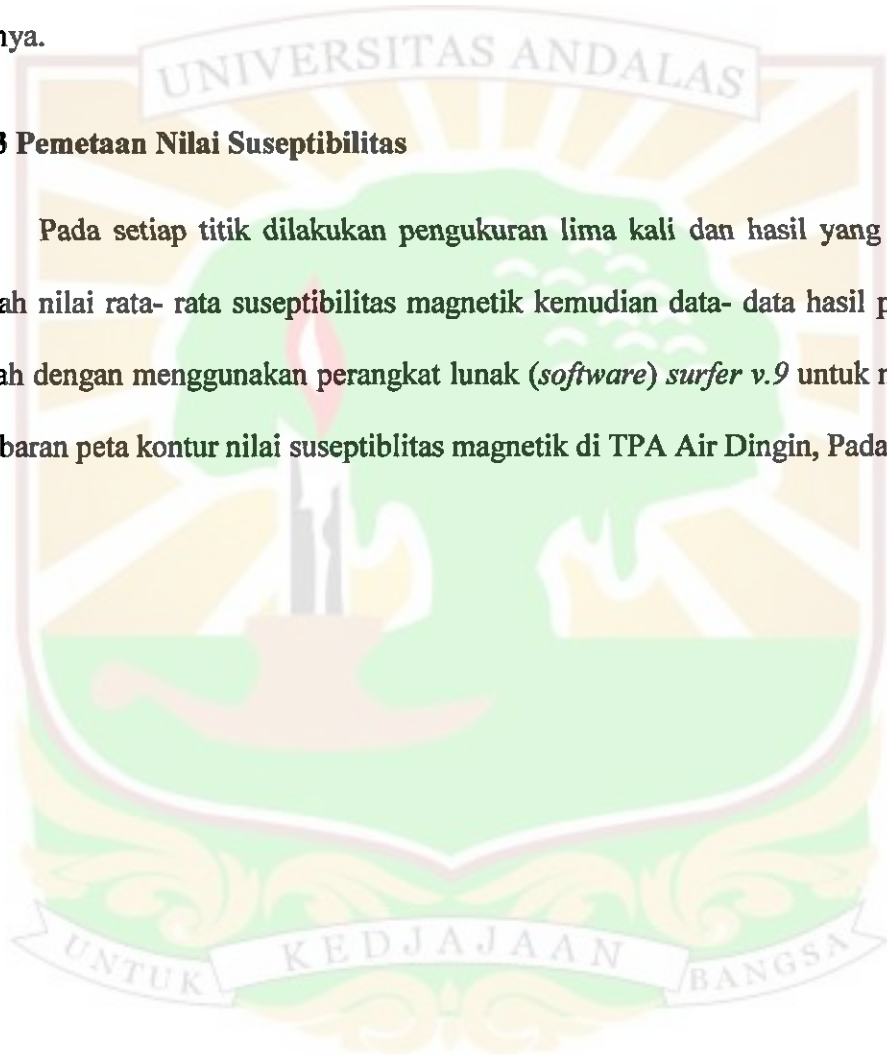 nya.
UNIVERSITAS ANDALAS
3 Pemetaan Nilai Suseptibilitas
Pada setiap titik dilakukan pengukuran lima kali dan hasil yang
ah nilai rata- rata suseptibilitas magnetik kemudian data- data hasil p
ah dengan menggunakan perangkat lunak (software) surfer v.9 untuk
baran peta kontur nilai suseptiblitas magnetik di TPA Air Dingin, Pada
UNTUK KEDJAJAAN BANGSA